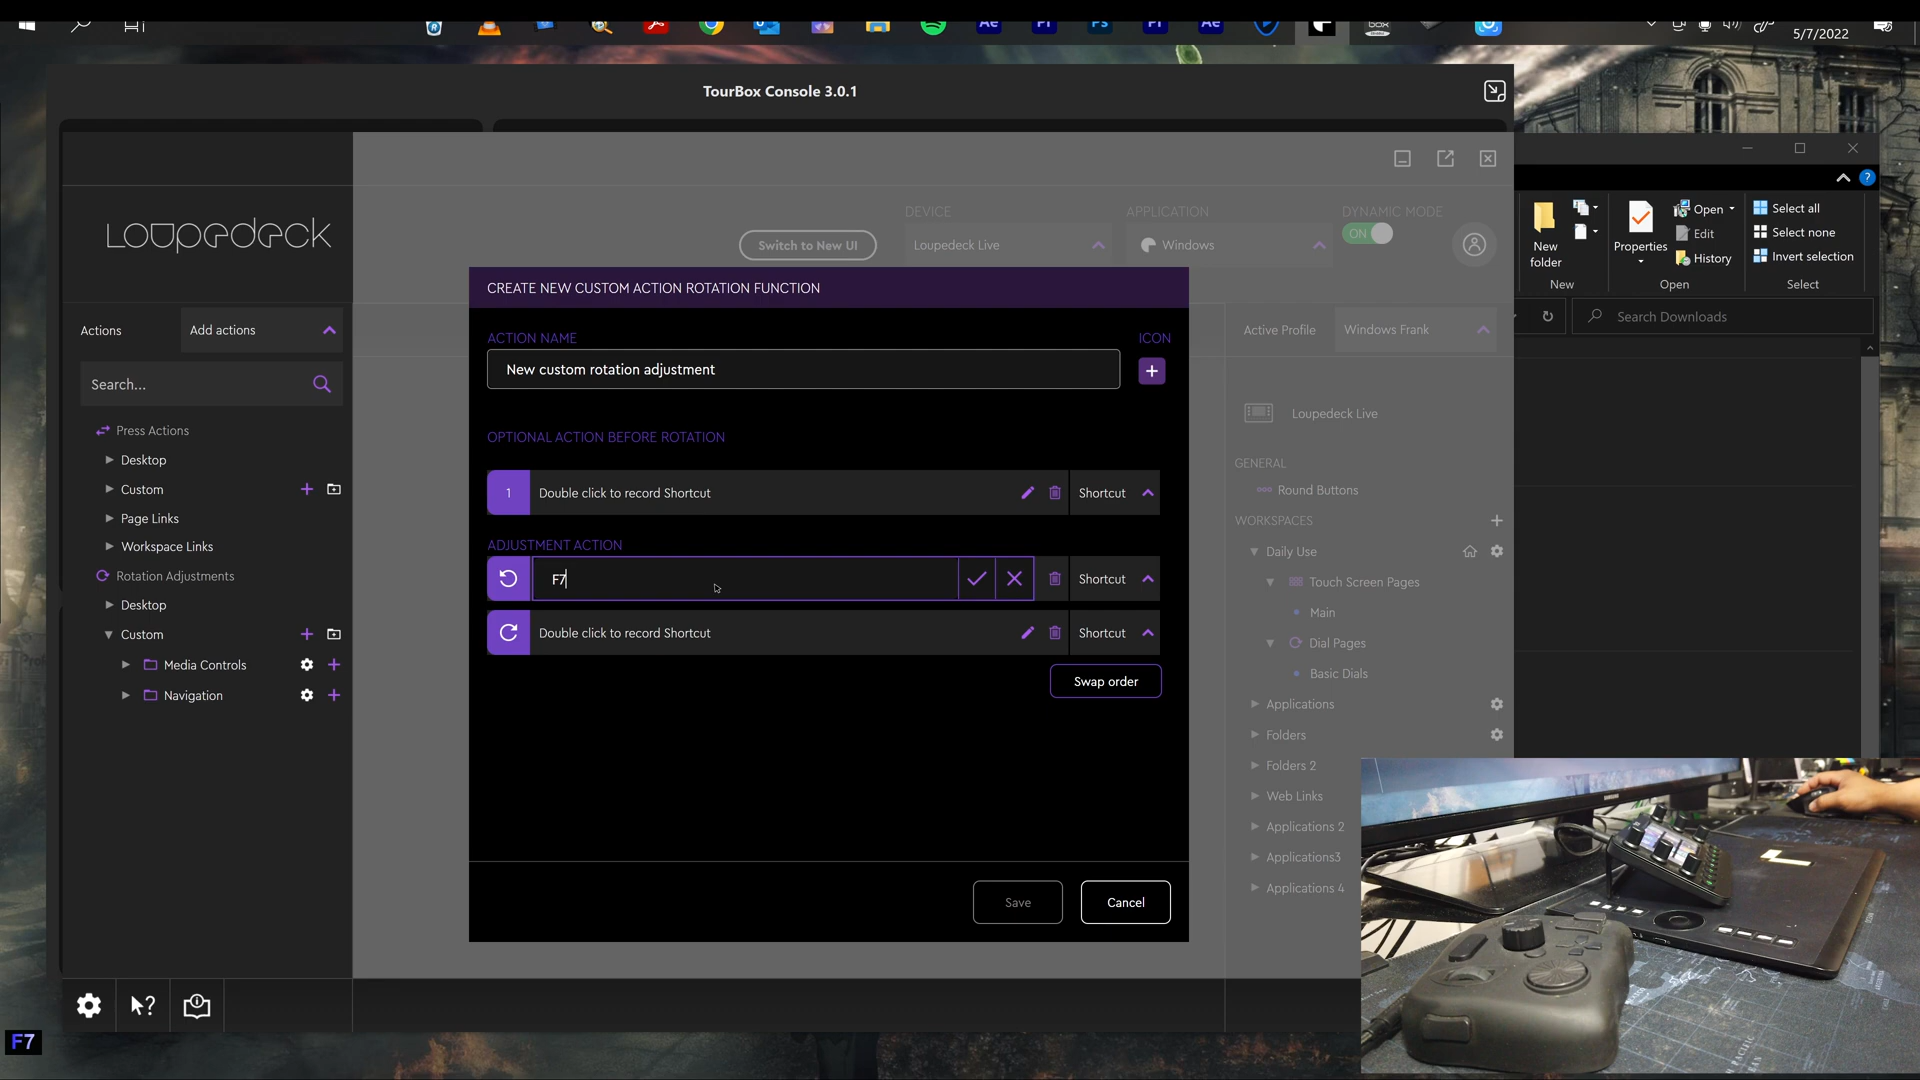 Ae
Pr
Ps
Pr
Ae
BOX
5/7/2022
TourBox Console 3.0.1
Loupedeck
DEVICE
APPLICATION
DYNAMIC MODE
Switch to New UI
Loupedeck Live
Windows
ON
New folder
Properties
Open
Edit
History
Select all
Select none
Invert selection
New
Open
Select
Search Downloads
Actions
Add actions
Search...
Press Actions
Desktop
Custom
Page Links
Workspace Links
Rotation Adjustments
Desktop
Custom
Media Controls
Navigation
CREATE NEW CUSTOM ACTION ROTATION FUNCTION
ACTION NAME
ICON
New custom rotation adjustment
OPTIONAL ACTION BEFORE ROTATION
1
Double click to record Shortcut
Shortcut
ADJUSTMENT ACTION
F7
Shortcut
Double click to record Shortcut
Shortcut
Swap order
Save
Cancel
Active Profile
Windows Frank
Loupedeck Live
GENERAL
Round Buttons
WORKSPACES
Daily Use
Touch Screen Pages
Main
Dial Pages
Basic Dials
Applications
Folders
Folders 2
Web Links
Applications 2
Applications3
Applications 4
F7